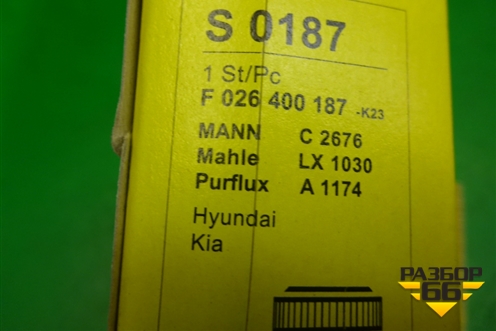 S 0187
1 St/Pc
F 026 400 187 -K23
MANN C 2676
Mahle LX 1030
Purflux A 1174
Hyundai
Kia
РАЗБОР
66